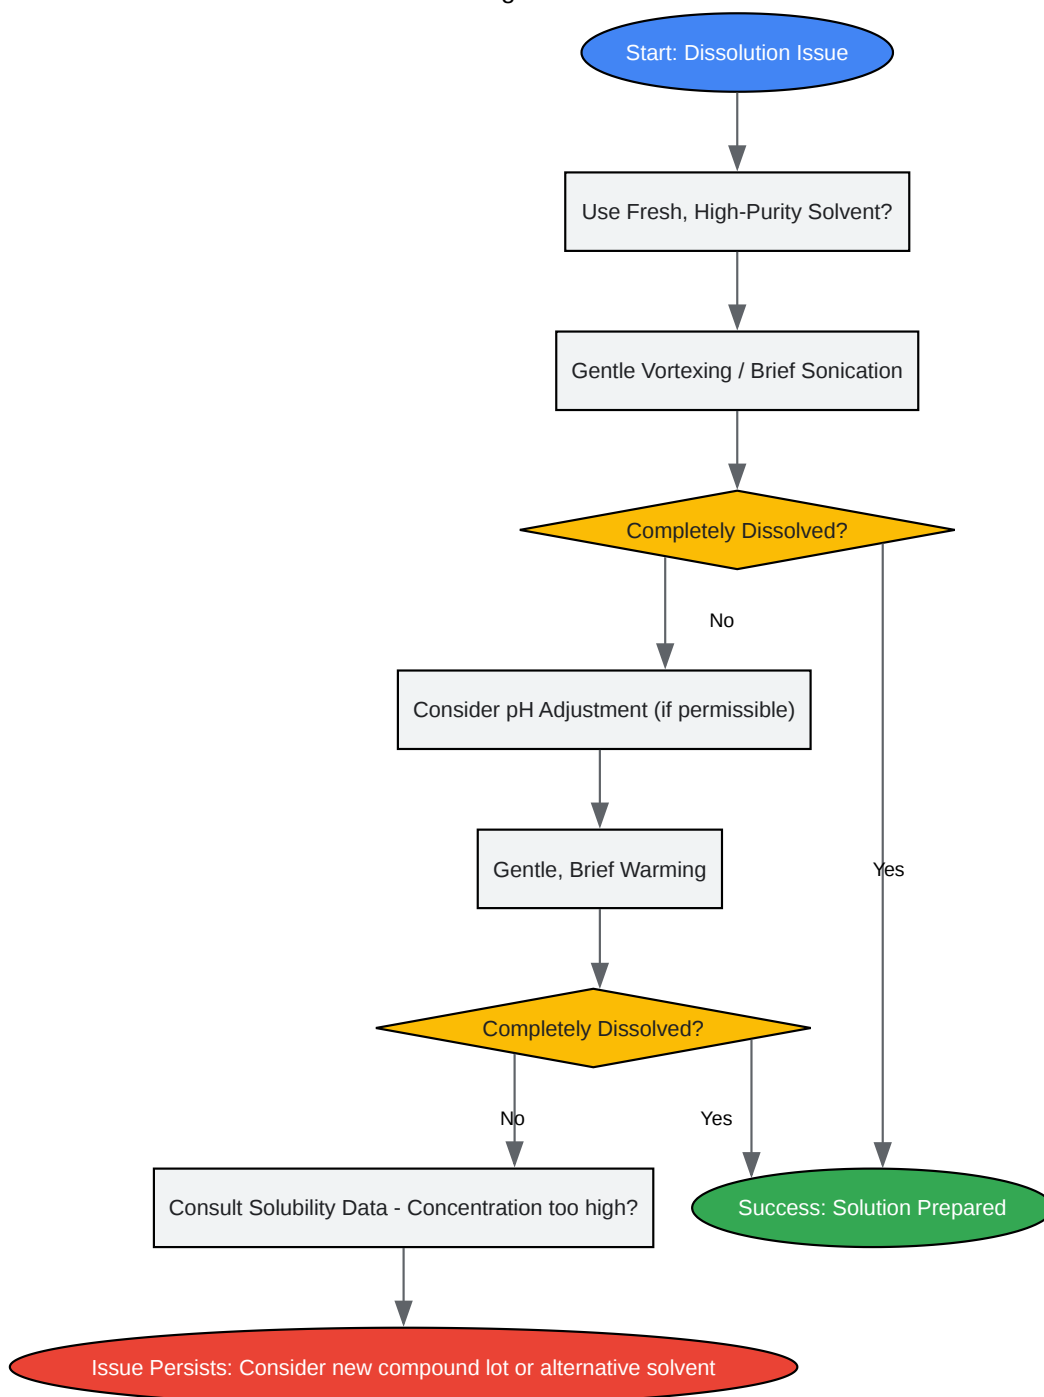 Start: Dissolution Issue
Use Fresh, High-Purity Solvent?
Gentle Vortexing / Brief Sonication
Completely Dissolved?
No
Consider pH Adjustment (if permissible)
Gentle, Brief Warming
Yes
Completely Dissolved?
No
Yes
Consult Solubility Data - Concentration too high?
Success: Solution Prepared
Issue Persists: Consider new compound lot or alternative solvent